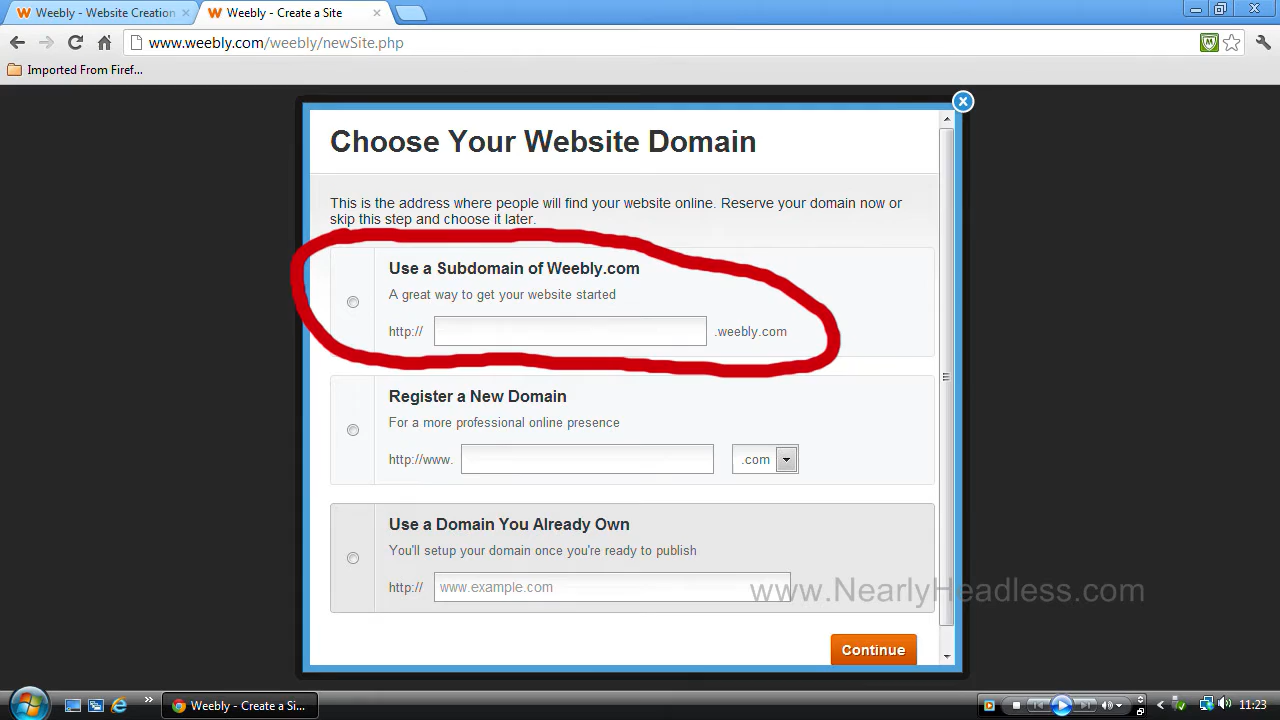 Weebly - Website Creation
Weebly - Create a Site
www.weebly.com/weebly/newSite.php
Imported From Firef...
Choose Your Website Domain
This is the address where people will find your website online. Reserve your domain now or
skip this step and choose it later.
Use a Subdomain of Weebly.com
A great way to get your website started
http://
.weebly.com
Register a New Domain
For a more professional online presence
http://www.
.com
Use a Domain You Already Own
You'll setup your domain once you're ready to publish
http:// www.example.com
www.NearlyHeadless.com
Continue
Weebly - Create a Si...
11:23